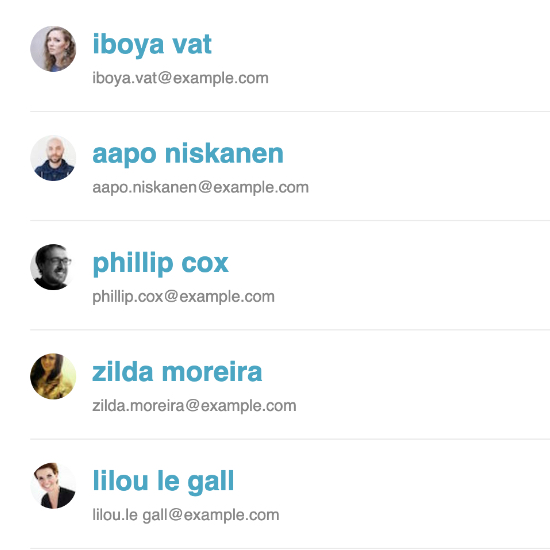 iboya vat
iboya.vat@example.com
aapo niskanen
aapo.niskanen@example.com
phillip cox
phillip.cox@example.com
zilda moreira
zilda.moreira@example.com
lilou le gall
lilou.le gall@example.com